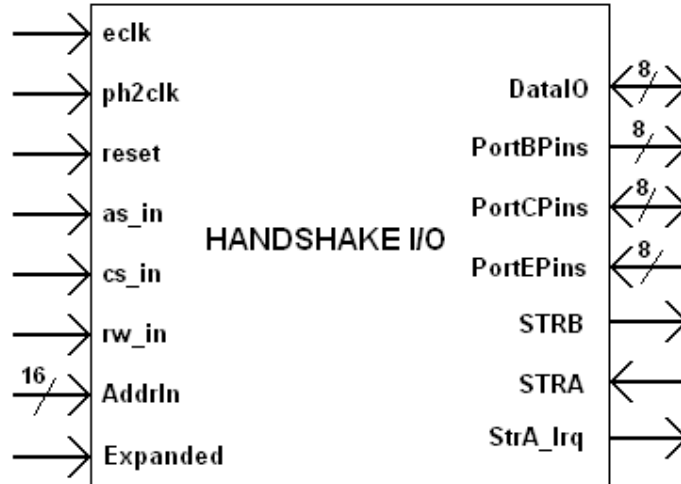 eclk
ph2clk
reset
as_in
cs_in
rw_in
16
AddrIn
Expanded
HANDSHAKE I/O
8
DataIO
8
PortBPins
8
PortCPins
8
PortEPins
STRB
STRA
StrA_Irq